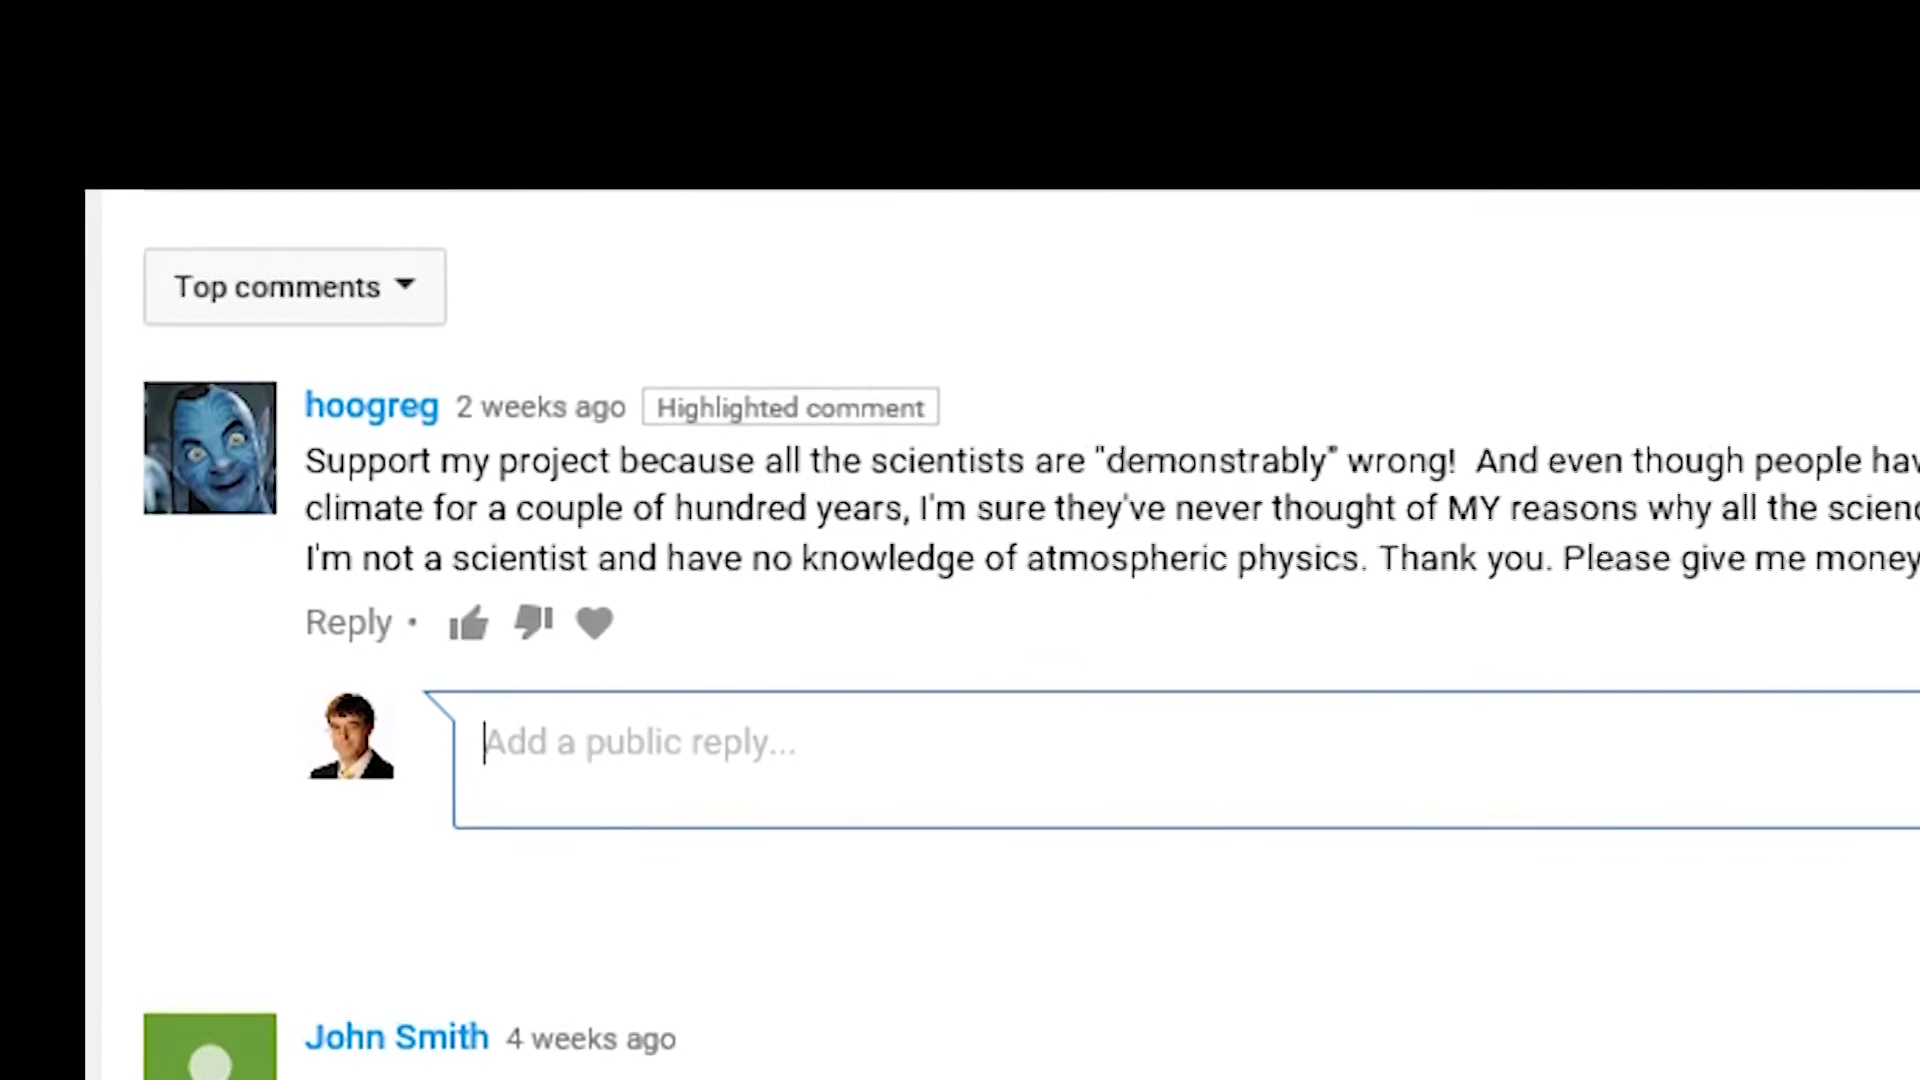 Top comments
hoogreg 2 weeks ago Highlighted comment
Support my project because all the scientists are "demonstrably" wrong!  And even though people
climate for a couple of hundred years, I'm sure they've never thought of MY reasons why all the
I'm not a scientist and have no knowledge of atmospheric physics. Thank you. Please give me money
Reply •
Add a public reply...
John Smith 4 weeks ago